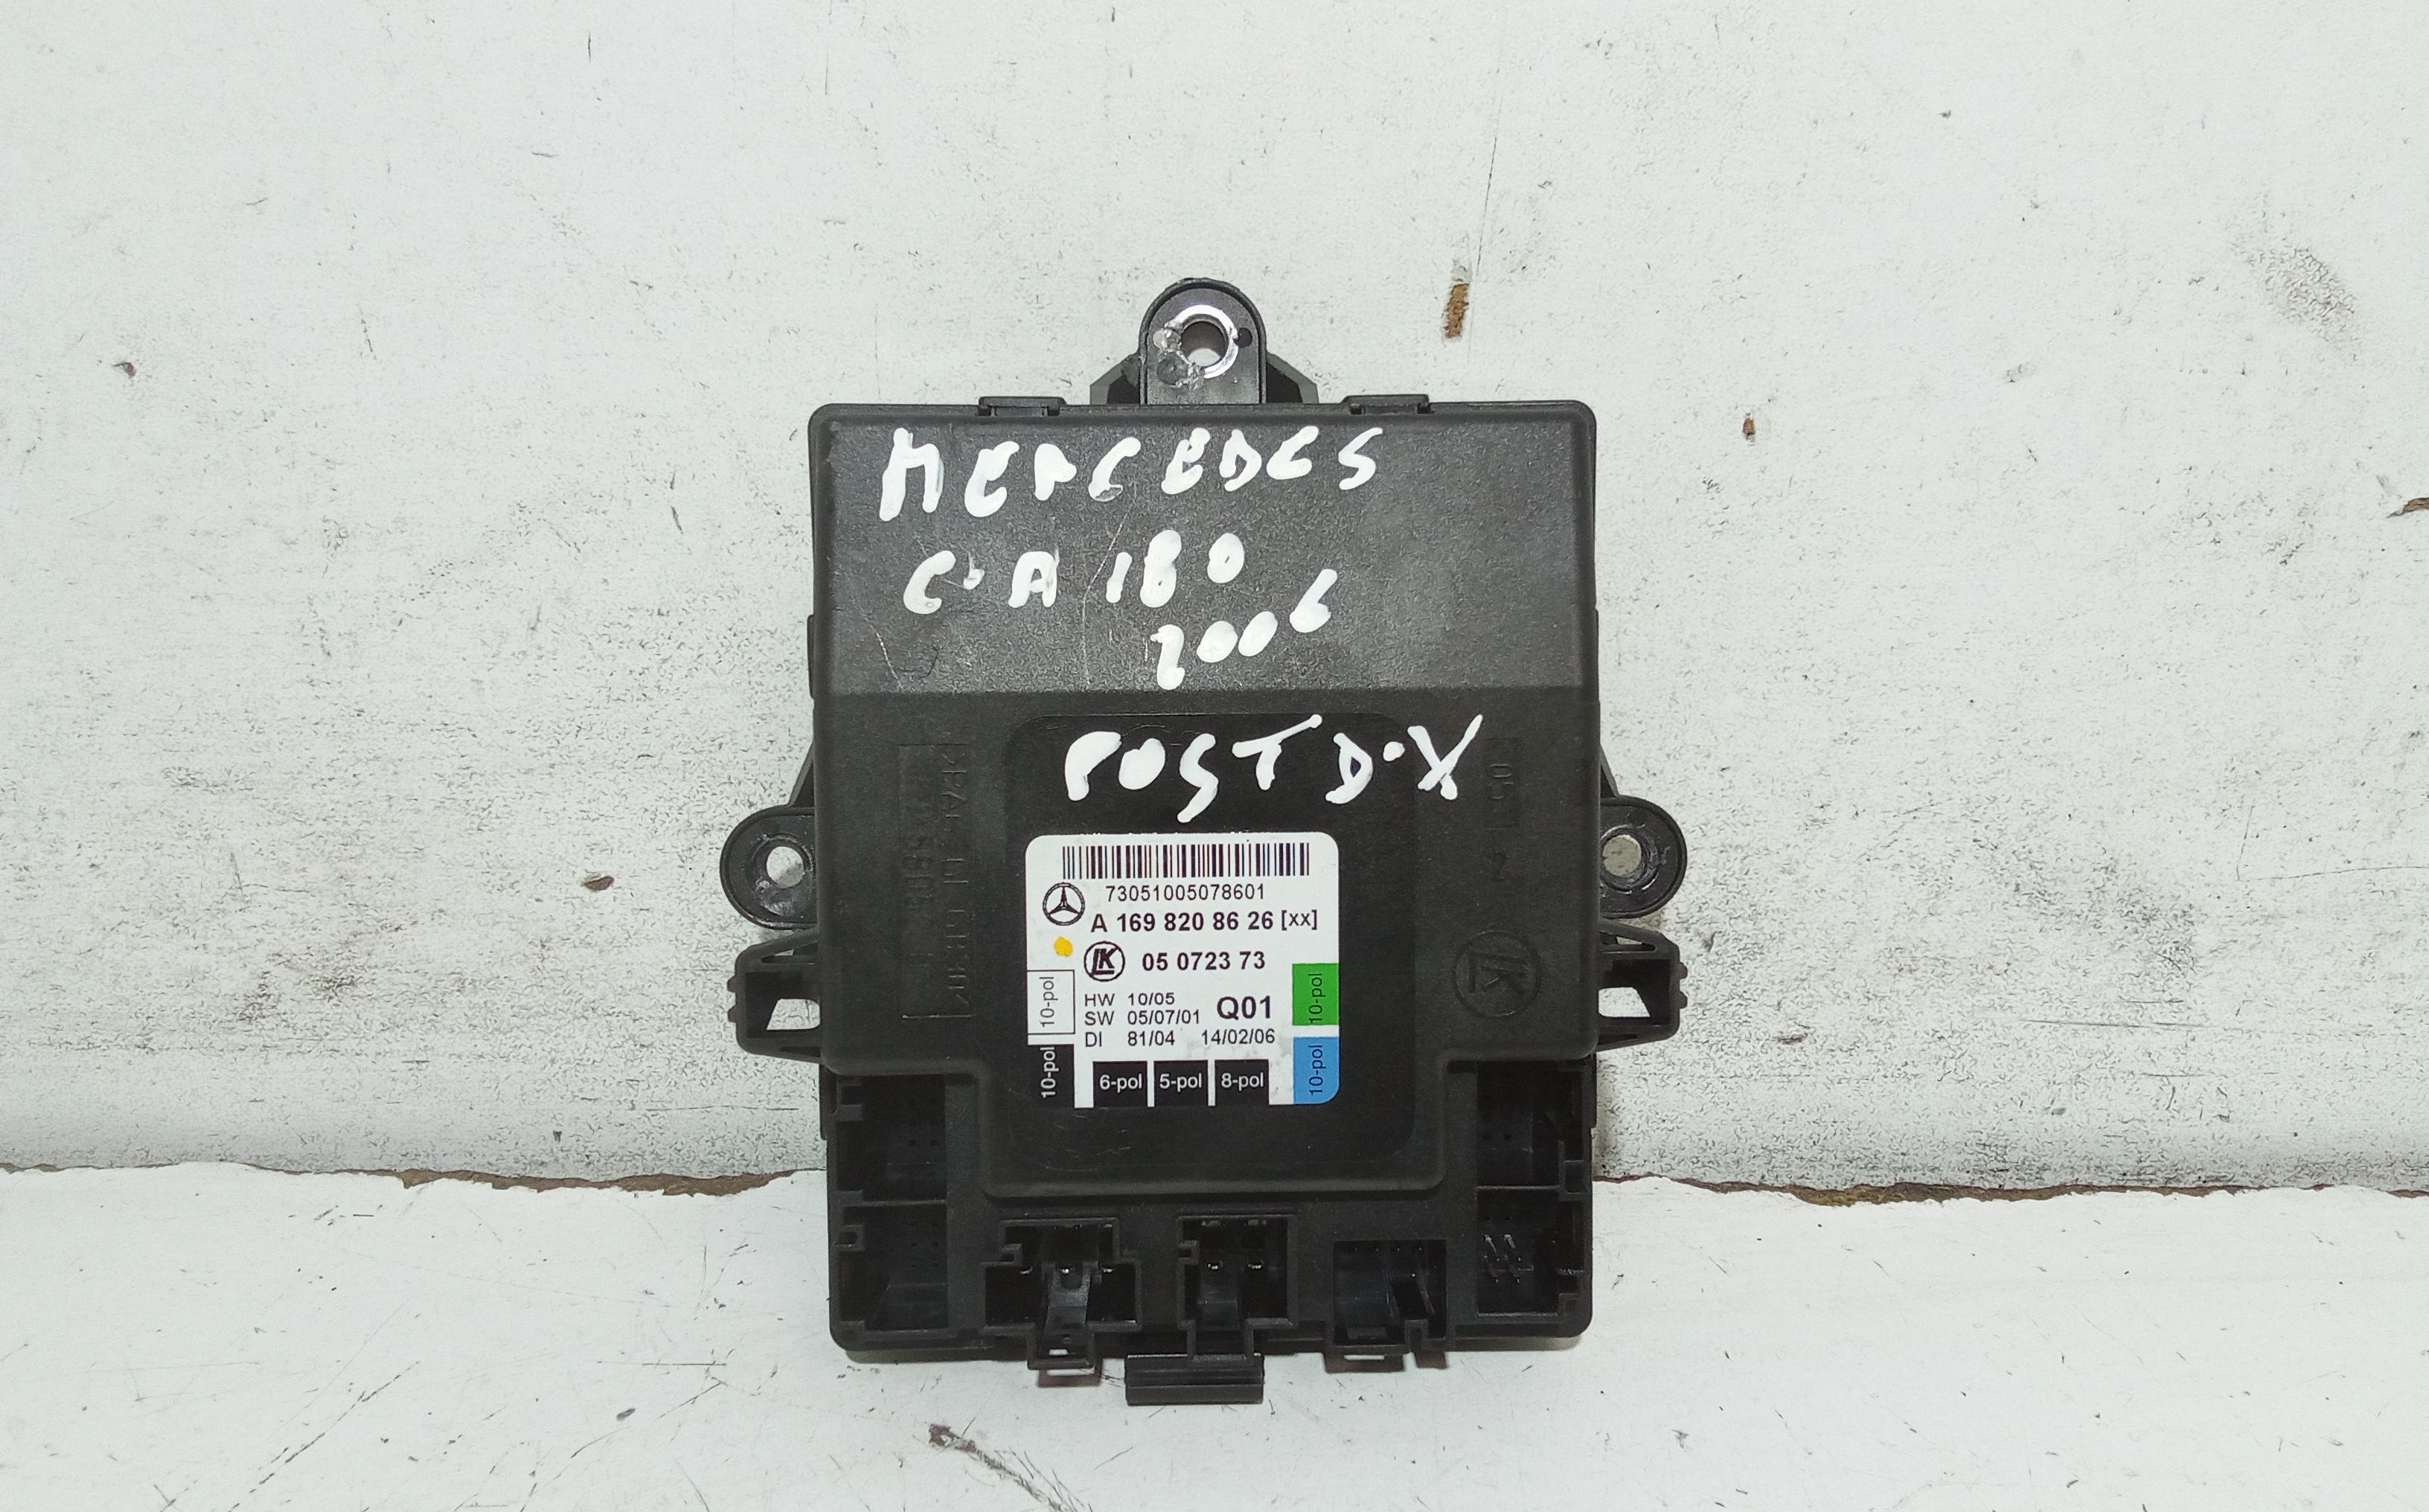 MERCEDES
C.A 180
2006
POST D.X
73051005078601
A 169 820 86 26 [xx]
LK 05 0723 73
HW 10/05
SW 05/07/01 Q01
DI 81/04 14/02/06
10-pol
10-pol
6-pol 5-pol 8-pol
10-pol
10-pol
LK